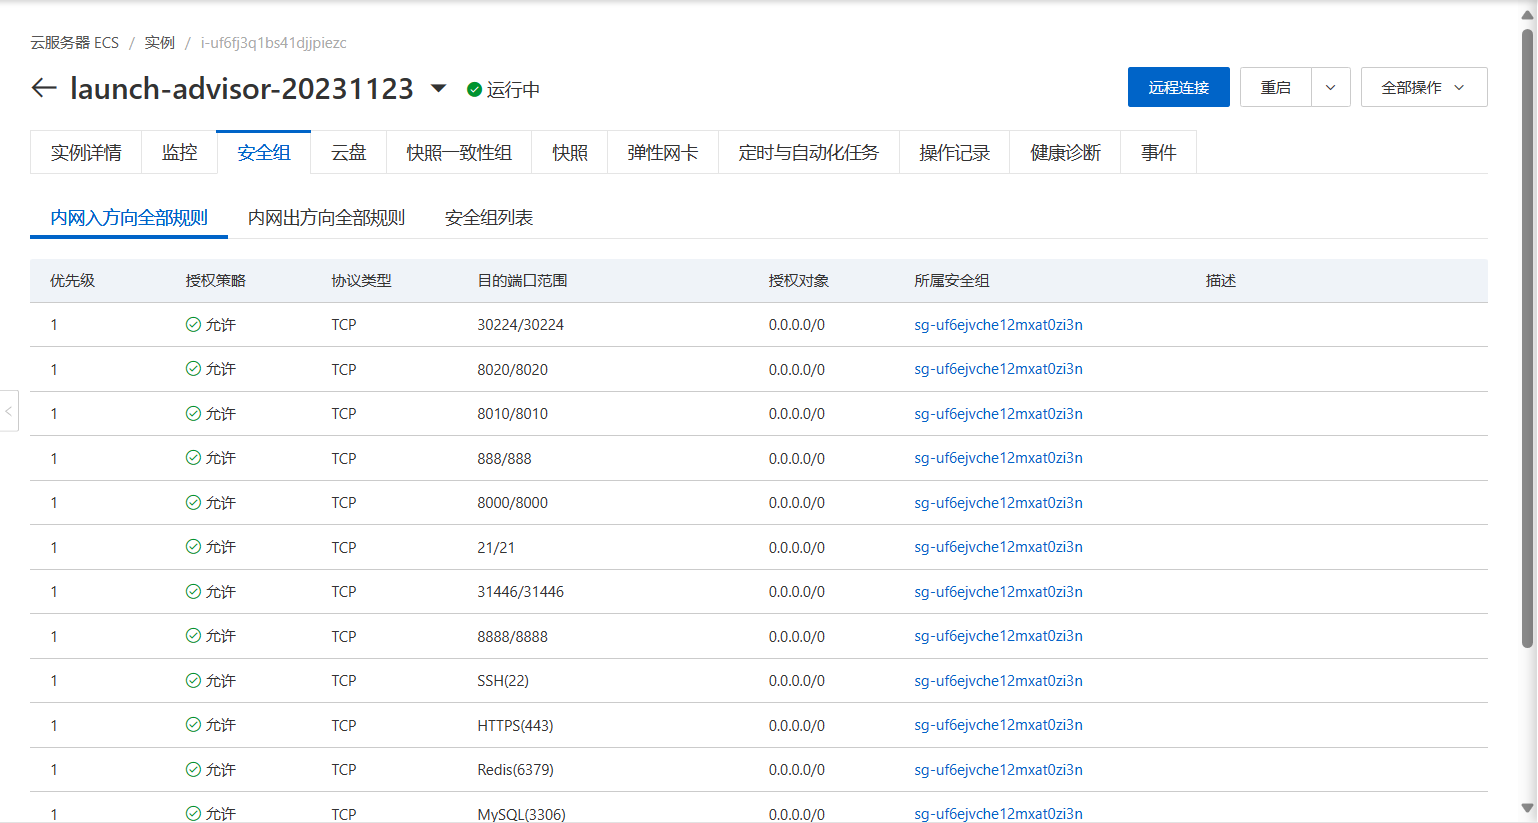 云服务器 ECS / 实例 / i-uf6fj3q1bs41djjpiezc
launch-advisor-20231123 运行中 远程连接 重启 全部操作
实例详情 监控 安全组 云盘 快照一致性组 快照 弹性网卡 定时与自动化任务 操作记录 健康诊断 事件
内网入方向全部规则 内网出方向全部规则 安全组列表
优先级 授权策略 协议类型 目的端口范围 授权对象 所属安全组 描述
1 允许 TCP 30224/30224 0.0.0.0/0 sg-uf6ejvche12mxat0zi3n
1 允许 TCP 8020/8020 0.0.0.0/0 sg-uf6ejvche12mxat0zi3n
1 允许 TCP 8010/8010 0.0.0.0/0 sg-uf6ejvche12mxat0zi3n
1 允许 TCP 888/888 0.0.0.0/0 sg-uf6ejvche12mxat0zi3n
1 允许 TCP 8000/8000 0.0.0.0/0 sg-uf6ejvche12mxat0zi3n
1 允许 TCP 21/21 0.0.0.0/0 sg-uf6ejvche12mxat0zi3n
1 允许 TCP 31446/31446 0.0.0.0/0 sg-uf6ejvche12mxat0zi3n
1 允许 TCP 8888/8888 0.0.0.0/0 sg-uf6ejvche12mxat0zi3n
1 允许 TCP SSH(22) 0.0.0.0/0 sg-uf6ejvche12mxat0zi3n
1 允许 TCP HTTPS(443) 0.0.0.0/0 sg-uf6ejvche12mxat0zi3n
1 允许 TCP Redis(6379) 0.0.0.0/0 sg-uf6ejvche12mxat0zi3n
1 允许 TCP MySQL(3306) 0.0.0.0/0 sg-uf6ejvche12mxat0zi3n